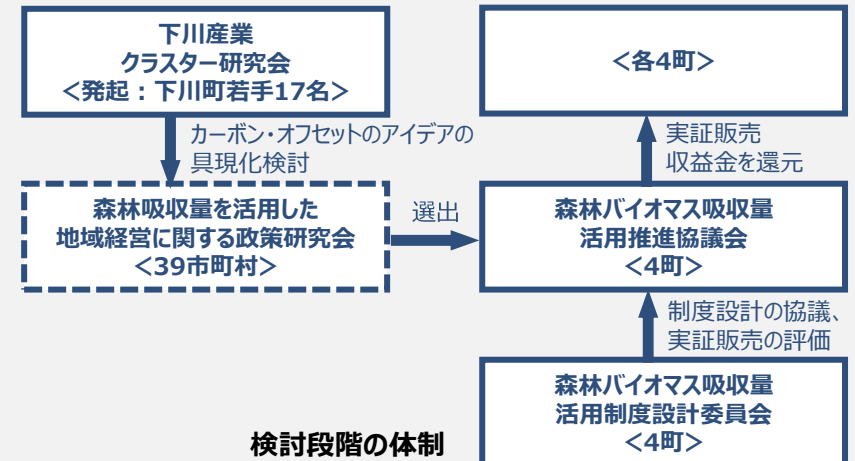 下川産業
クラスター研究会
<発起：下川町若手17名>
カーボン・オフセットのアイデアの
具現化検討
森林吸収量を活用した
地域経営に関する政策研究会
<39市町村>
選出
<各4町>
実証販売
収益金を還元
森林バイオマス吸収量
活用推進協議会
<4町>
制度設計の協議、
実証販売の評価
森林バイオマス吸収量
活用制度設計委員会
<4町>
検討段階の体制